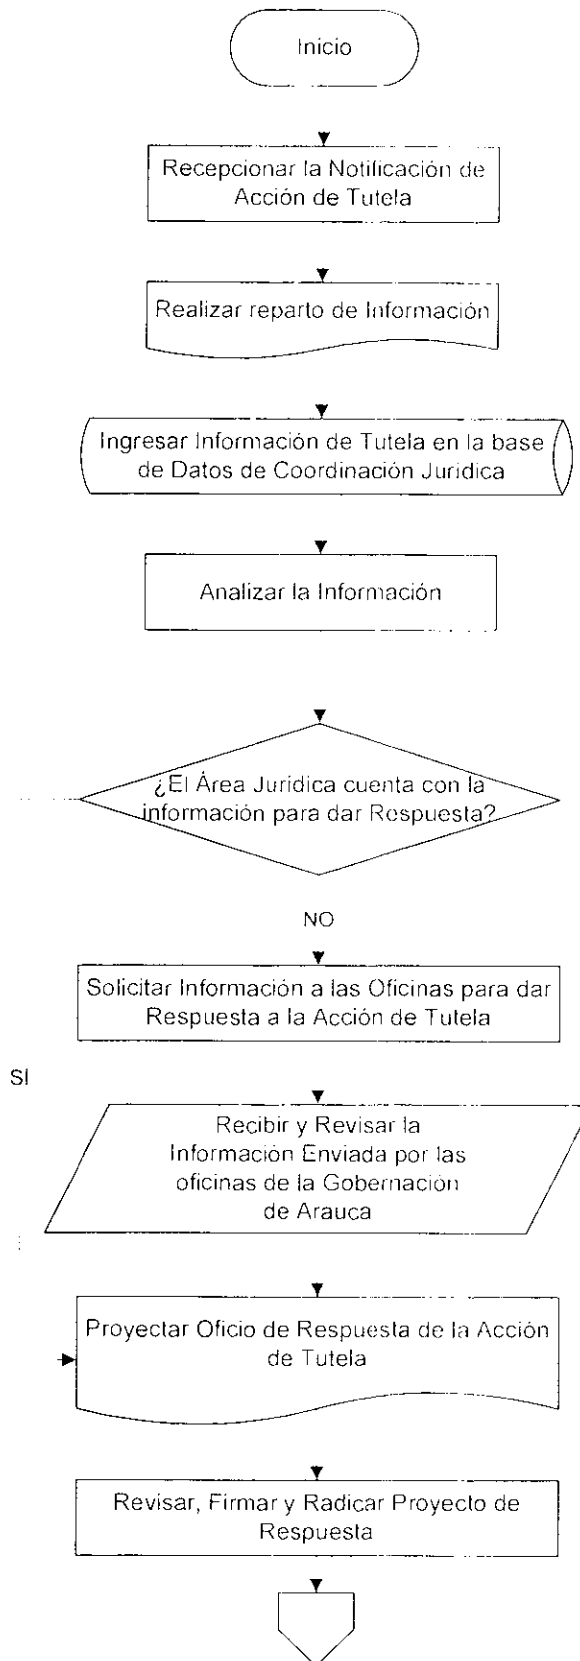 Inicio
Recepcionar la Notificación de
Acción de Tutela
Realizar reparto de Información
Ingresar Información de Tutela en la base
de Datos de Coordinación Juridica
Analizar la Información
¿El Área Juridica cuenta con la
información para dar Respuesta?
NO
Solicitar Información a las Oficinas para dar
Respuesta a la Acción de Tutela
SI
Recibir y Revisar la
Información Enviada por las
oficinas de la Gobernación
de Arauca
Proyectar Oficio de Respuesta de la Acción
de Tutela
Revisar, Firmar y Radicar Proyecto de
Respuesta